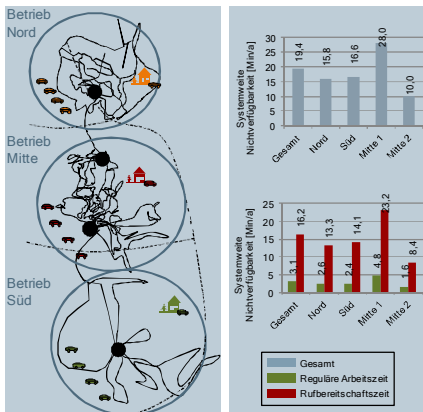 Betrieb
Nord
Betrieb
Mitte
Betrieb
Süd
Systemweite
Nichtverfügbarkeit [Min/a]
30
25
20
15
10
5
0
19,4
15,8
16,6
28,0
10,0
Gesamt
Nord
Süd
Mitte 1
Mitte 2
Systemweite
Nichtverfügbarkeit [Min/a]
25
20
15
10
5
0
3,1
16,2
2,6
13,3
2,4
14,1
4,8
23,2
1,6
8,4
Gesamt
Nord
Süd
Mitte 1
Mitte 2
Gesamt
Reguläre Arbeitszeit
Rufbereitschaftszeit